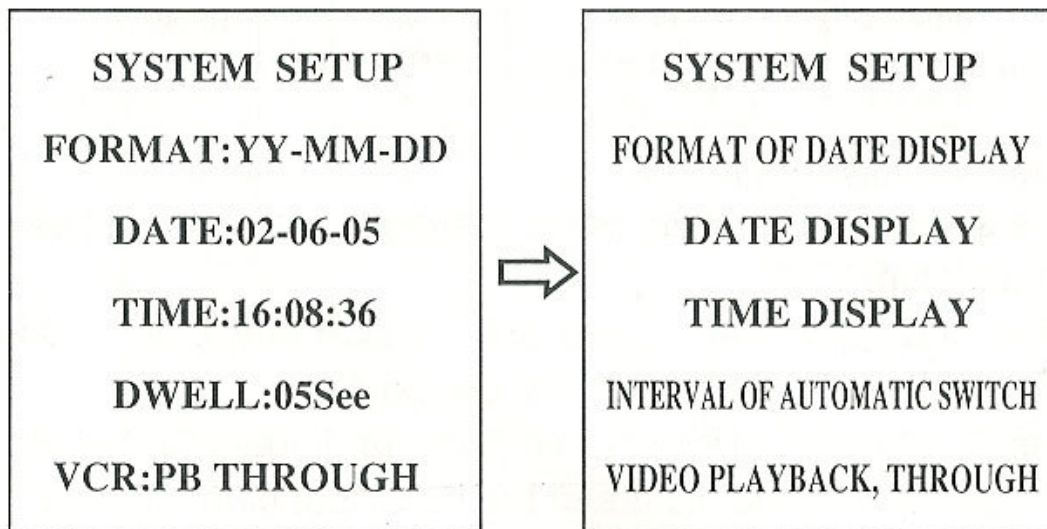 SYSTEM SETUP
FORMAT:YY-MM-DD
DATE:02-06-05
TIME:16:08:36
DWELL:05See
VCR:PB THROUGH
SYSTEM SETUP
FORMAT OF DATE DISPLAY
DATE DISPLAY
TIME DISPLAY
INTERVAL OF AUTOMATIC SWITCH
VIDEO PLAYBACK, THROUGH